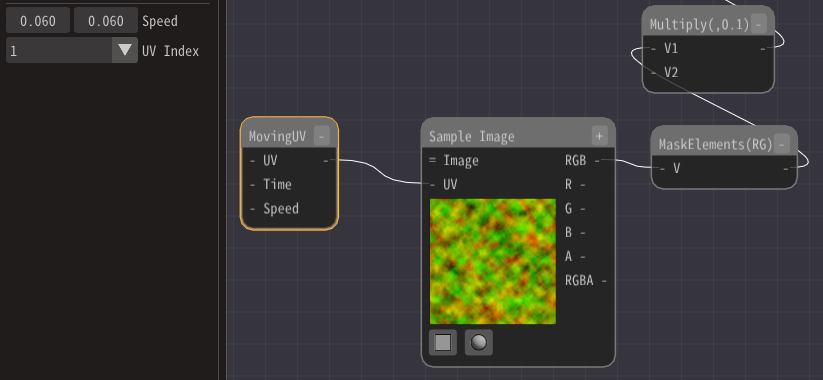 0.060 0.060 Speed
1 UV Index
Multiply(,0.1) -
- V1 -
- V2
MovingUV -
- UV -
- Time
- Speed
Sample Image +
= Image RGB -
- UV R -
G -
B -
A -
RGBA -
MaskElements(RG) -
- V -